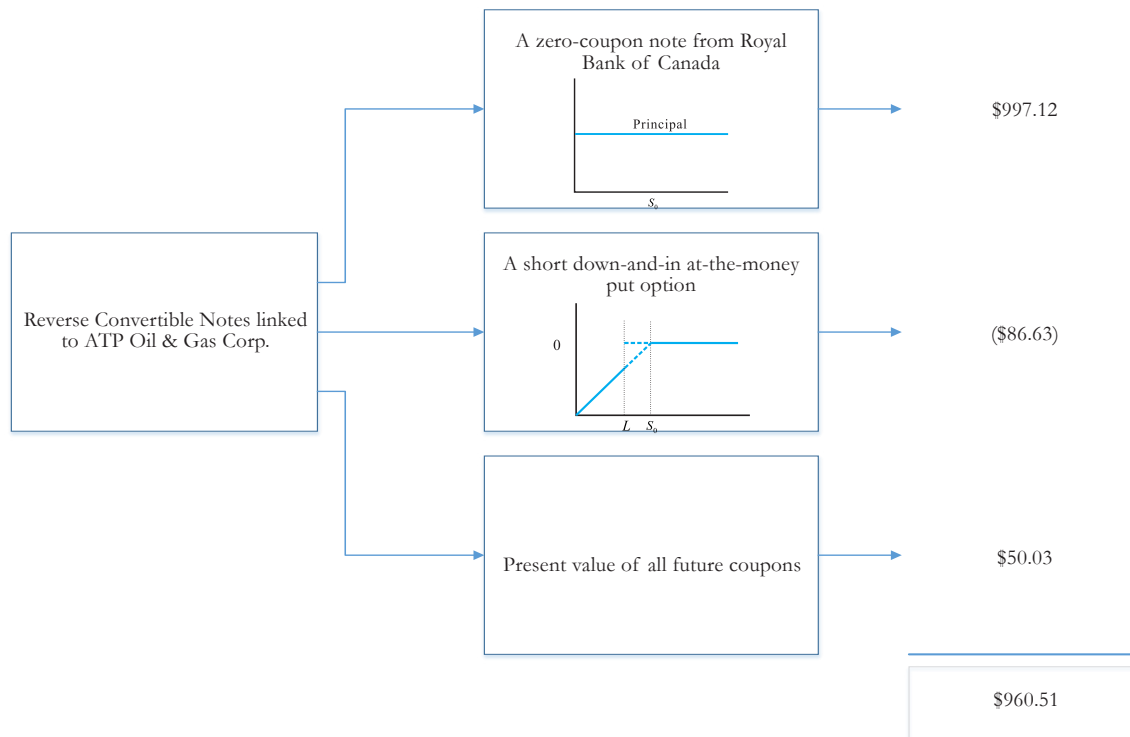 A zero-coupon note from Royal
Bank of Canada
Principal
S₀
$997.12
Reverse Convertible Notes linked
to ATP Oil & Gas Corp.
A short down-and-in at-the-money
put option
0
L S₀
($86.63)
Present value of all future coupons
$50.03
$960.51